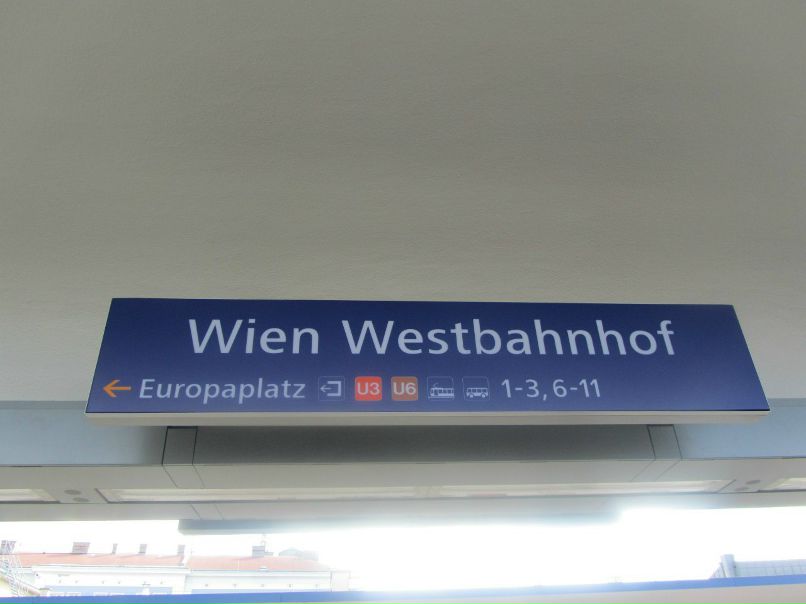 Wien Westbahnhof
← Europaplatz U3 U6 1-3, 6-11